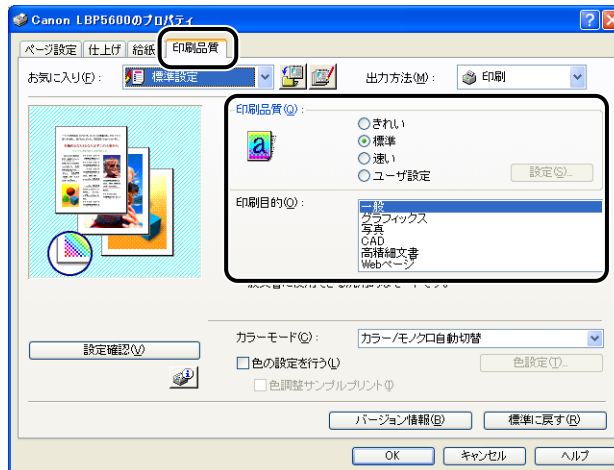 Canon LBP5600のプロパティ
ページ設定 仕上げ 給紙 印刷品質
お気に入り(F): 標準設定 出力方法(M): 印刷
印刷品質(Q):
きれい
標準
速い
ユーザ設定 設定(S)...
印刷目的(O):
一般
グラフィックス
写真
CAD
高精細文書
Webページ
カラーモード(C): カラー/モノクロ自動切替
設定確認(V)
色の設定を行う(L) 色設定(T)...
色調整サンプルプリント(I)
バージョン情報(B) 標準に戻す(R)
OK キャンセル ヘルプ